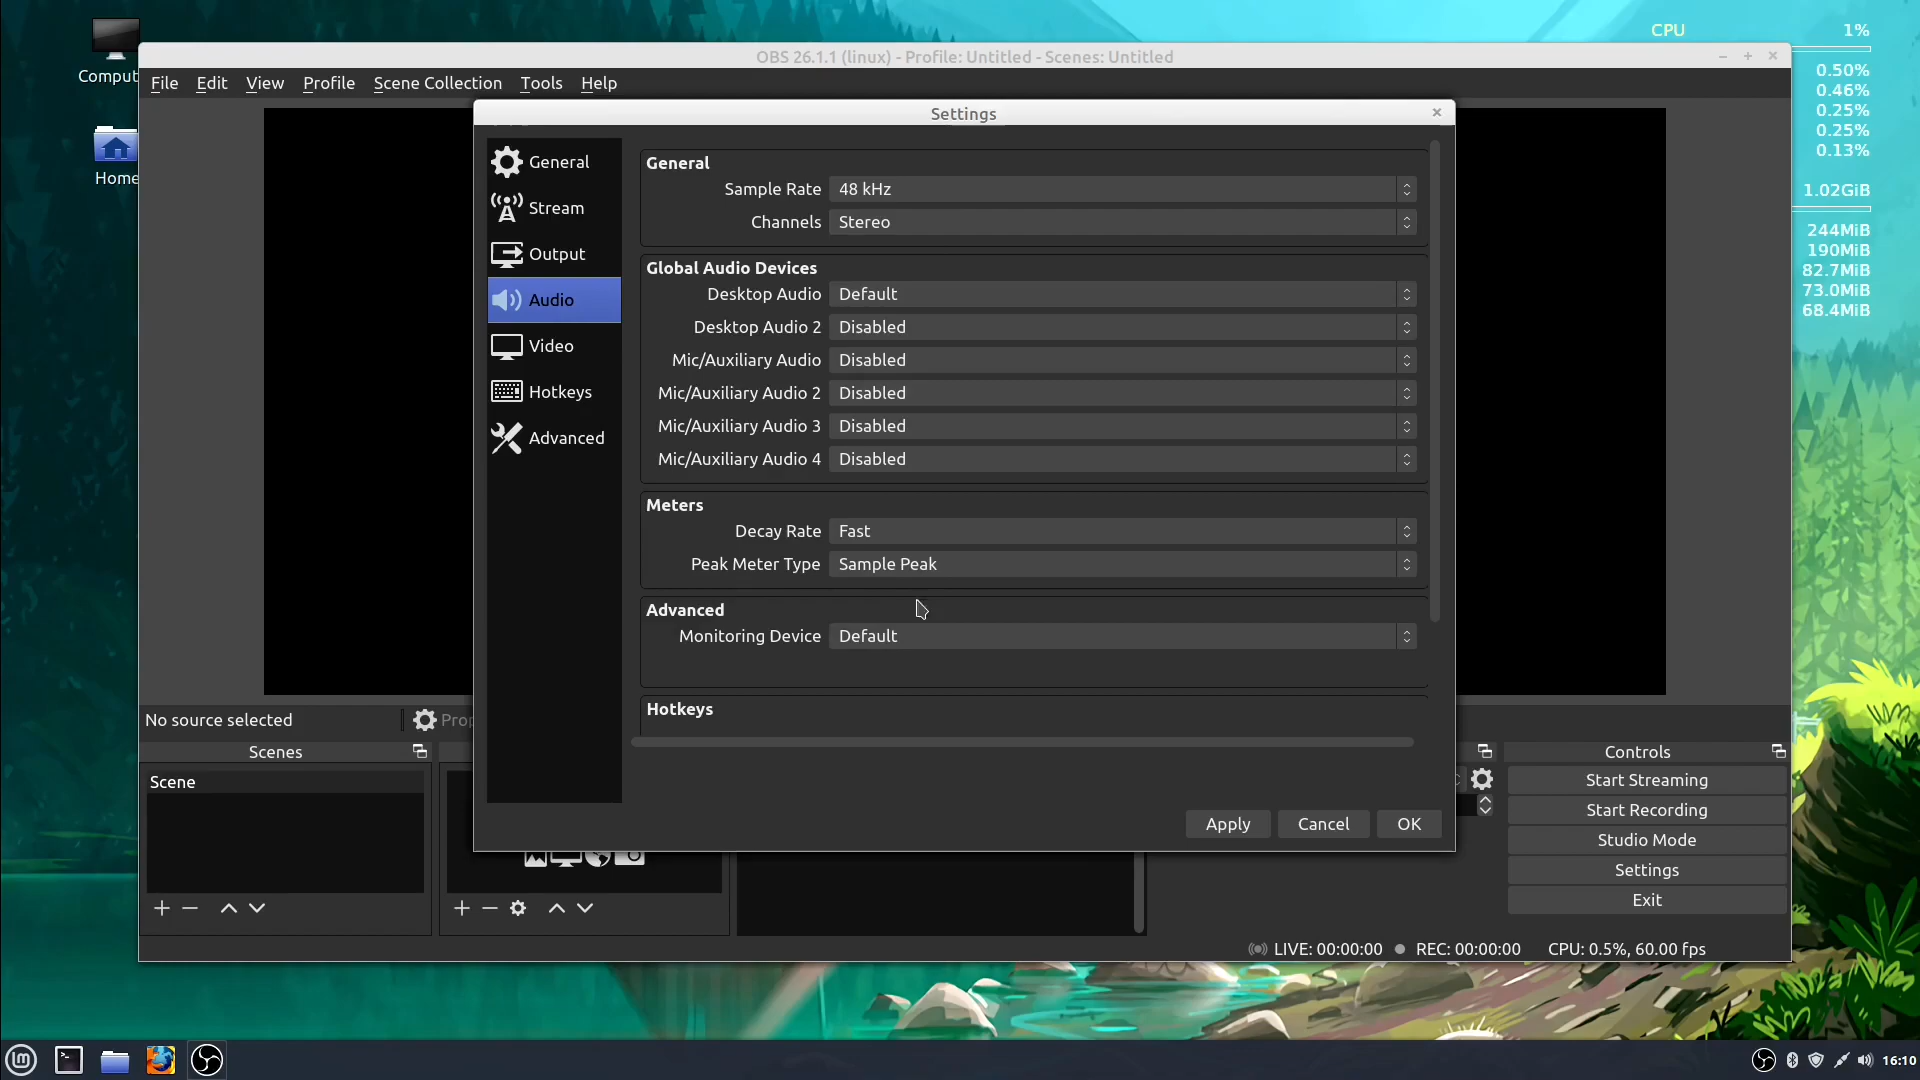 CPU 1%
Comput
OBS 26.1.1 (linux) - Profile: Untitled - Scenes: Untitled
0.50%
0.46%
0.25%
0.25%
0.13%
1.02GiB
244MiB
190MiB
82.7MiB
73.0MiB
68.4MiB
File Edit View Profile Scene Collection Tools Help
Home
Settings
General
Stream
Output
Audio
Video
Hotkeys
Advanced
General
Sample Rate 48 kHz
Channels Stereo
Global Audio Devices
Desktop Audio Default
Desktop Audio 2 Disabled
Mic/Auxiliary Audio Disabled
Mic/Auxiliary Audio 2 Disabled
Mic/Auxiliary Audio 3 Disabled
Mic/Auxiliary Audio 4 Disabled
Meters
Decay Rate Fast
Peak Meter Type Sample Peak
Advanced
Monitoring Device Default
Hotkeys
Apply Cancel OK
No source selected Prop
Scenes
Scene
Controls
Start Streaming
Start Recording
Studio Mode
Settings
Exit
LIVE: 00:00:00 REC: 00:00:00 CPU: 0.5%, 60.00 fps
16:10